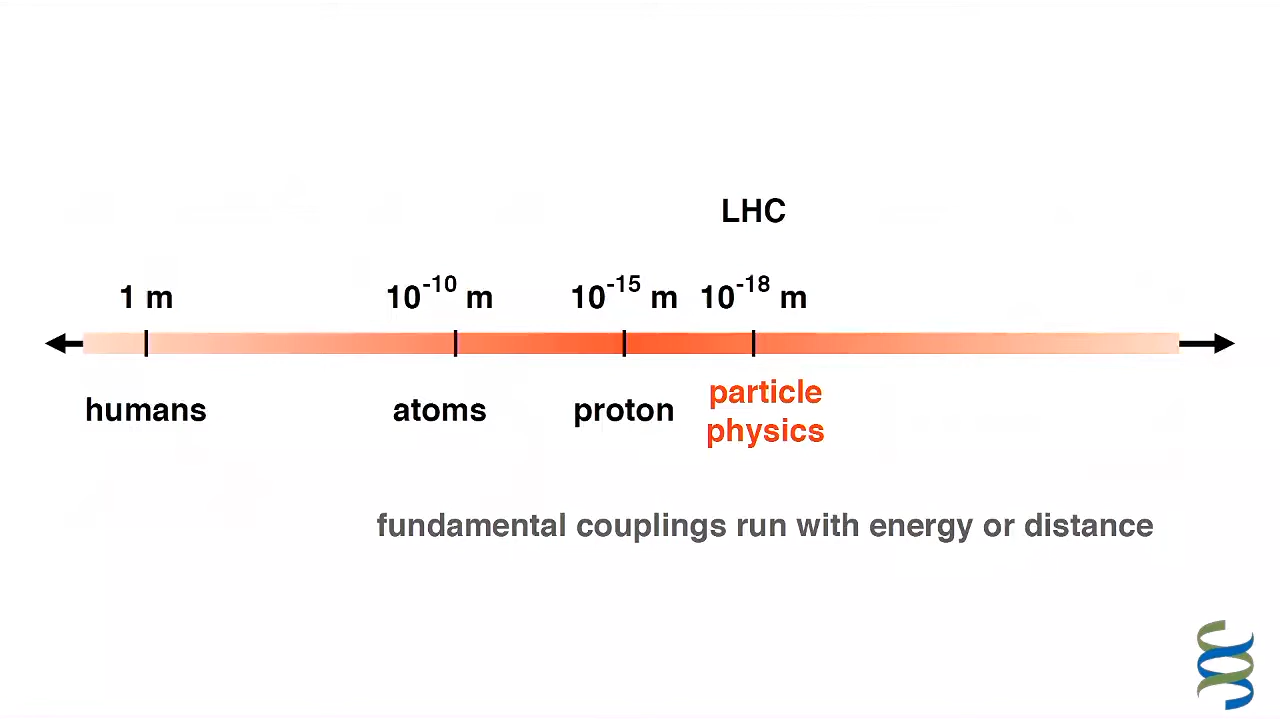 LHC
1 m 10⁻¹⁰ m 10⁻¹⁵ m 10⁻¹⁸ m
humans atoms proton particle physics
fundamental couplings run with energy or distance